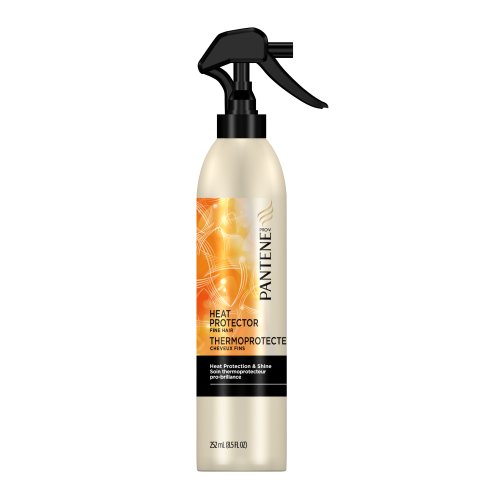 PRO-V
PANTENE
HEAT
PROTECTOR
FINE HAIR
THERMOPROTECTE
CHEVEUX FINS
Heat Protection & Shine
Soin thermoprotecteur
pro-brillance
252 mL (8.5 FL OZ)